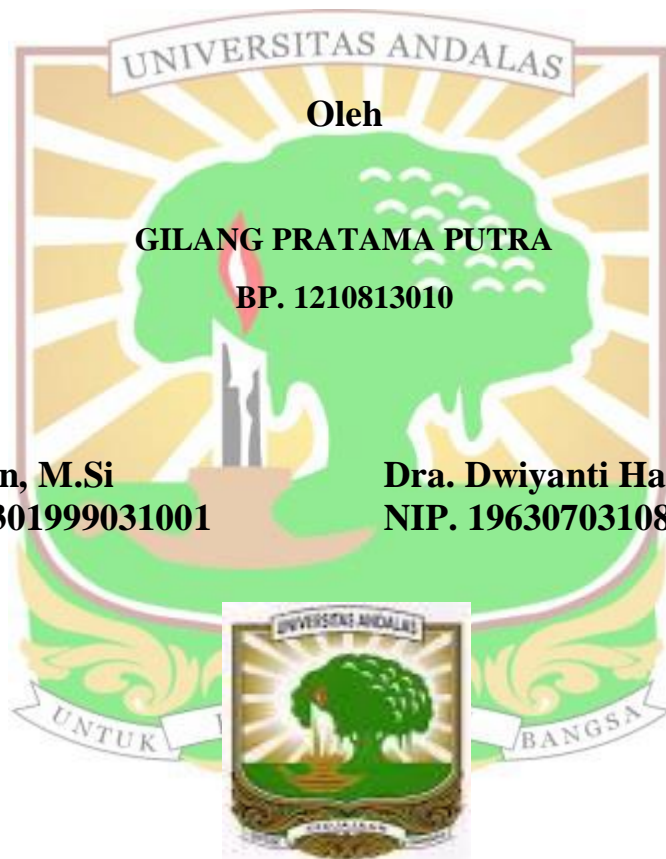 UNIVERSITAS ANDALAS
Oleh
GILANG PRATAMA PUTRA
BP. 1210813010
n, M.Si
301999031001
Dra. Dwiyanti Ha
NIP. 19630703108
UNIVERSITAS ANDALAS
UNTUK
BANGSA